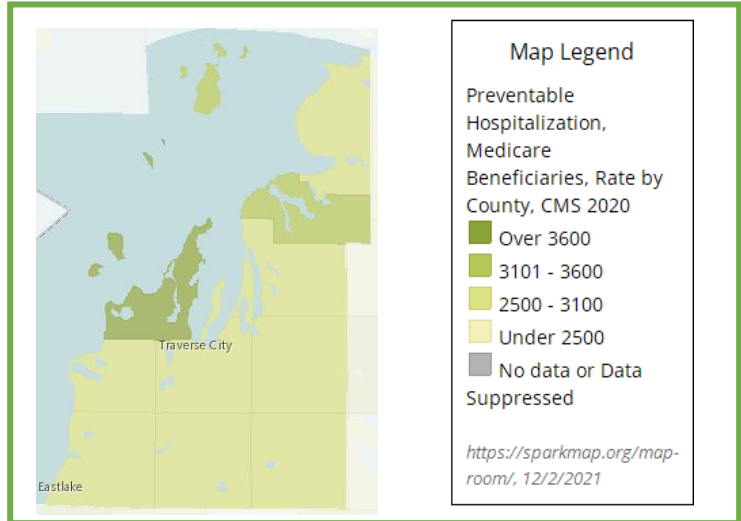 Traverse City
Eastlake
Map Legend
Preventable
Hospitalization,
Medicare
Beneficiaries, Rate by
County, CMS 2020
Over 3600
3101 - 3600
2500 - 3100
Under 2500
No data or Data
Suppressed
https://sparkmap.org/map-
room/, 12/2/2021